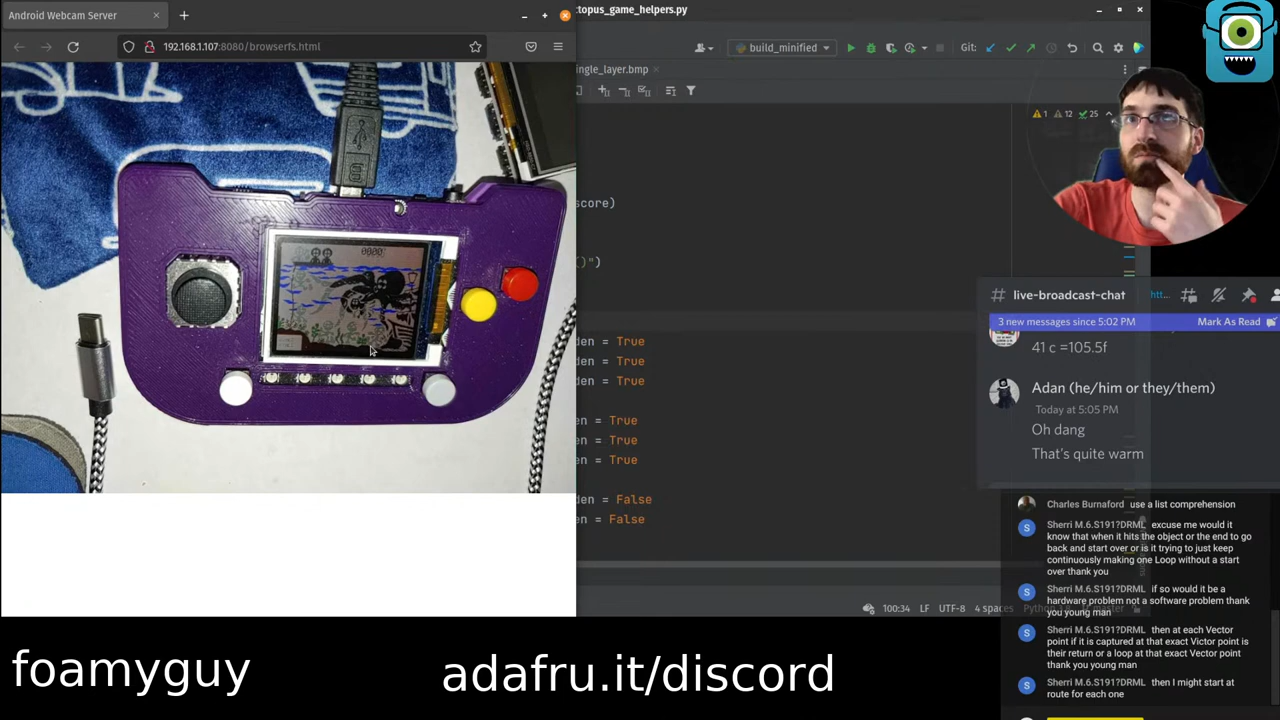 Android Webcam Server
192.168.1.107:8080/browserfs.html
ctopus_game_helpers.py
build_minified
Git:
ingle_layer.bmp
1 12 25
core)
()")
den = True
den = True
den = True
en = True
en = True
en = True
en = False
en = False
100:34 LF UTF-8 4 spaces
# live-broadcast-chat
3 new messages since 5:02 PM Mark As Read
41 c =105.5f
Adan (he/him or they/them)
Today at 5:05 PM
Oh dang
That's quite warm
Charles Burnaford use a list comprehension
Sherri M.6.S191?DRML excuse me would it
know that when it hits the object or the end to go
back and start over or is it trying to just keep
continuously making one Loop without a start
over thank you
Sherri M.6.S191?DRML if so would it be a
hardware problem not a software problem thank
you young man
Sherri M.6.S191?DRML then at each Vector
point if it is captured at that exact Victor point is
their return or a loop at that exact Vector point
thank you young man
Sherri M.6.S191?DRML then I might start at
route for each one
foamyguy
adafru.it/discord